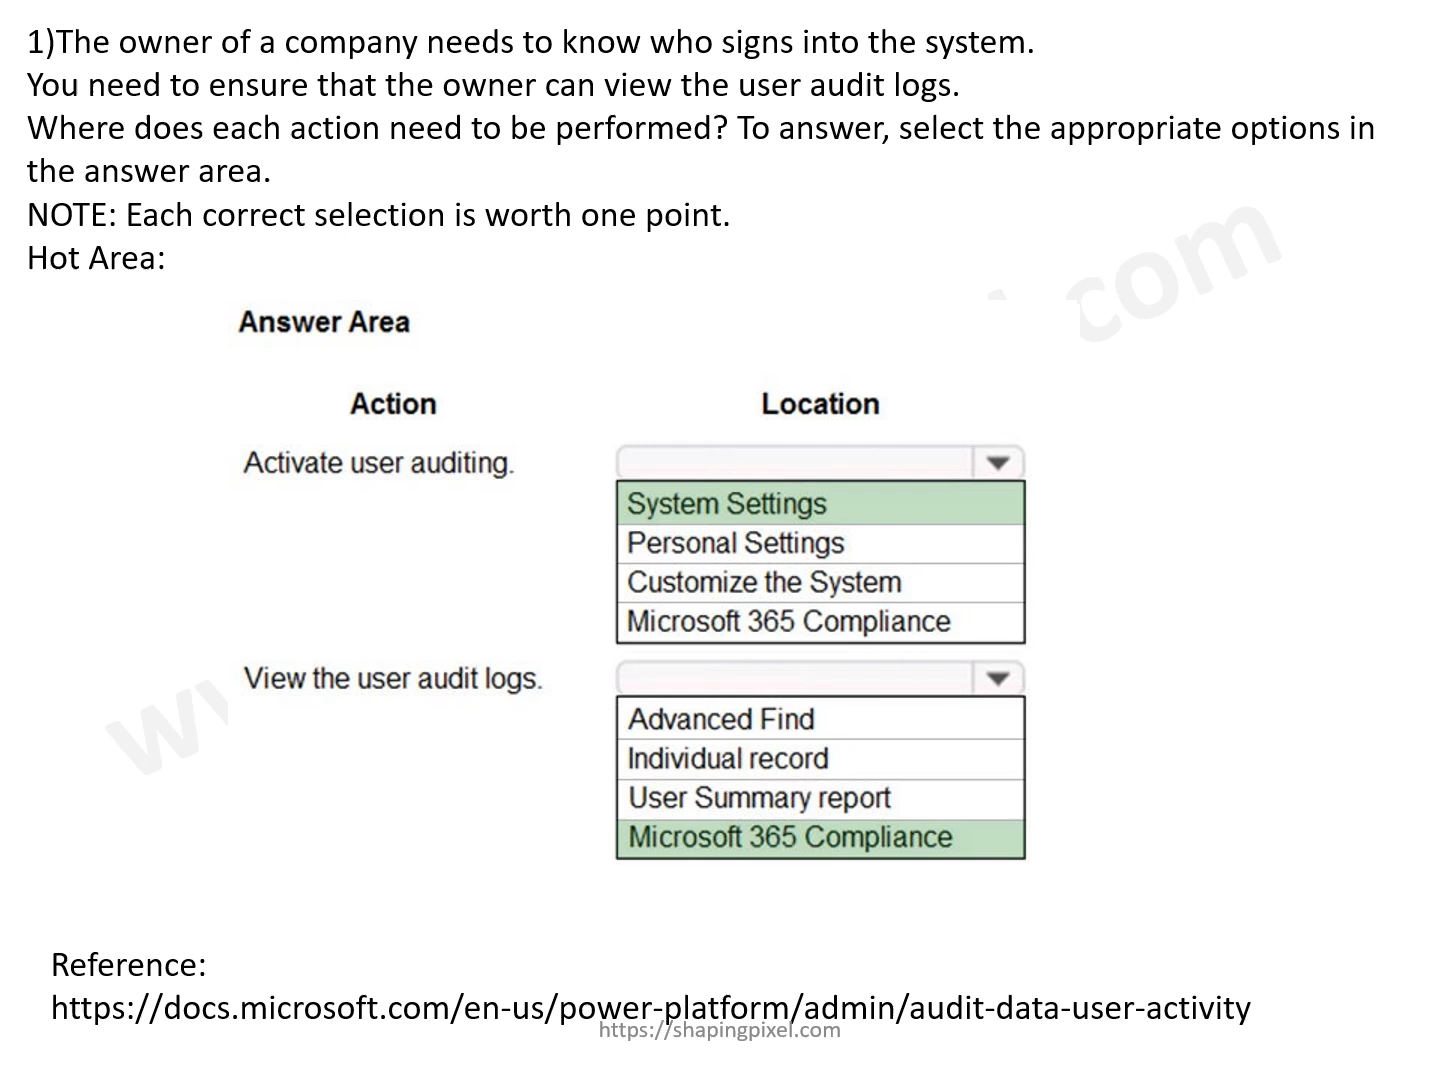 1)The owner of a company needs to know who signs into the system.
You need to ensure that the owner can view the user audit logs.
Where does each action need to be performed? To answer, select the appropriate options in
the answer area.
NOTE: Each correct selection is worth one point.
Hot Area:
com
Answer Area
Action
Location
Activate user auditing.
System Settings
Personal Settings
Customize the System
Microsoft 365 Compliance
View the user audit logs.
Advanced Find
Individual record
User Summary report
Microsoft 365 Compliance
Reference:
https://docs.microsoft.com/en-us/power-platform/admin/audit-data-user-activity
https://shapingpixel.com